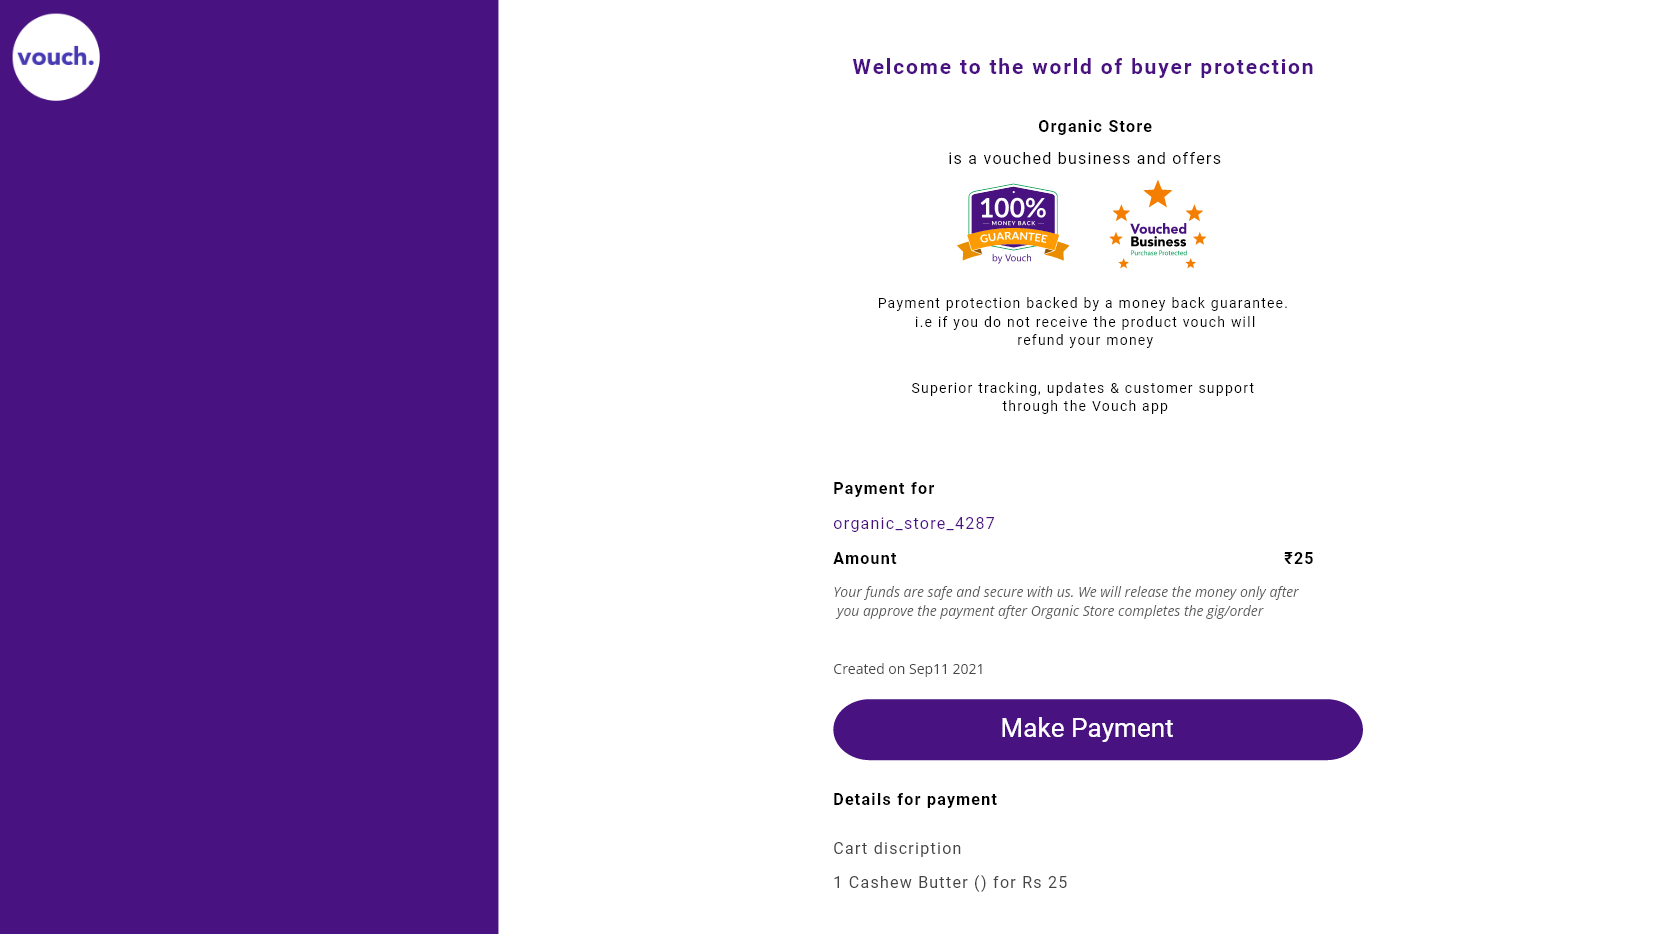 vouch.
Welcome to the world of buyer protection
Organic Store
is a vouched business and offers
100%
MONEY BACK
GUARANTEE
by Vouch
Vouched
Business
Purchase Protected
Payment protection backed by a money back guarantee.
i.e if you do not receive the product vouch will
refund your money
Superior tracking, updates & customer support
through the Vouch app
Payment for
organic_store_4287
Amount ₹25
Your funds are safe and secure with us. We will release the money only after
you approve the payment after Organic Store completes the gig/order
Created on Sep11 2021
Make Payment
Details for payment
Cart discription
1 Cashew Butter () for Rs 25